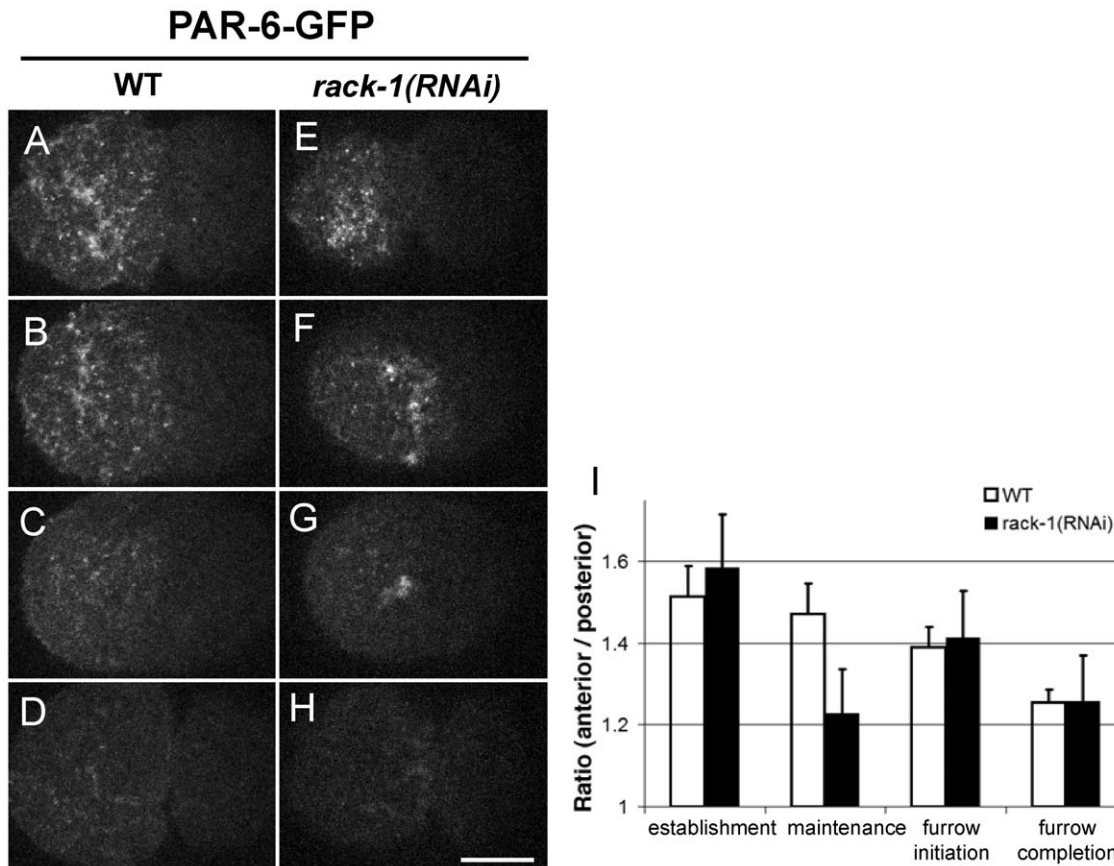 PAR-6-GFP
WT
rack-1(RNAi)
A
E
B
F
C
G
D
H
I
WT
rack-1(RNAi)
Ratio (anterior / posterior)
1.6
1.4
1.2
1
establishment
maintenance
furrow
initiation
furrow
completion